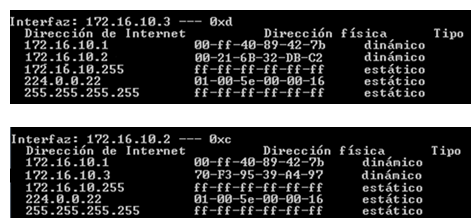 Interfaz: 172.16.10.3 --- 0xd
Dirección de Internet Dirección física Tipo
172.16.10.1 00-ff-40-89-42-7b dinámico
172.16.10.2 00-21-6B-32-DB-C2 dinámico
172.16.10.255 ff-ff-ff-ff-ff-ff estático
224.0.0.22 01-00-5e-00-00-16 estático
255.255.255.255 ff-ff-ff-ff-ff-ff estático
Interfaz: 172.16.10.2 --- 0xc
Dirección de Internet Dirección física Tipo
172.16.10.1 00-ff-40-89-42-7b dinámico
172.16.10.3 70-F3-95-39-A4-97 dinámico
172.16.10.255 ff-ff-ff-ff-ff-ff estático
224.0.0.22 01-00-5e-00-00-16 estático
255.255.255.255 ff-ff-ff-ff-ff-ff estático